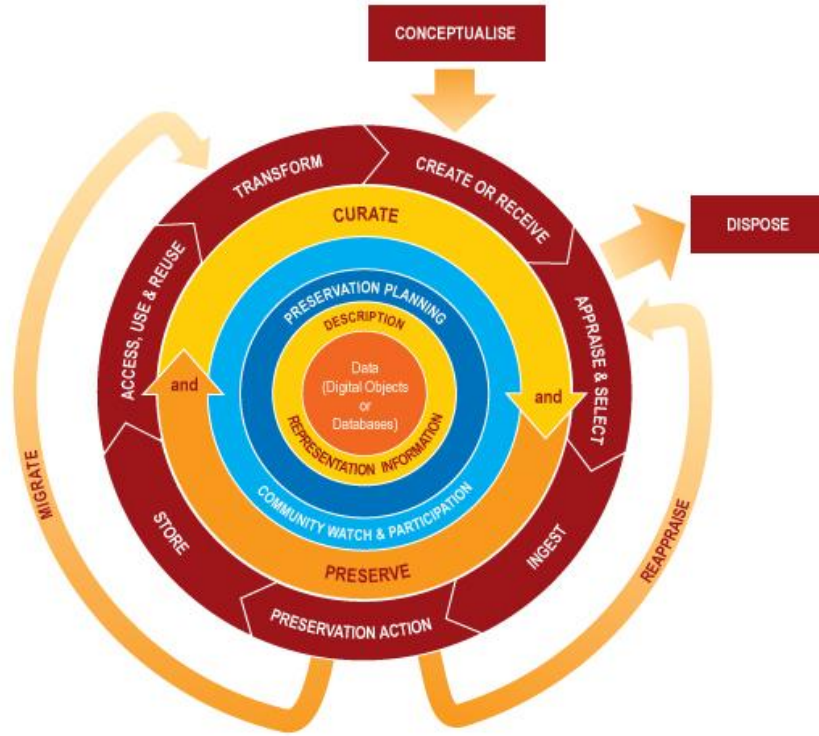 CONCEPTUALISE
CREATE OR RECEIVE
DISPOSE
APPRAISE & SELECT
INGEST
PRESERVATION ACTION
STORE
ACCESS, USE & REUSE
TRANSFORM
MIGRATE
REAPPRAISE
CURATE
and
PRESERVE
and
COMMUNITY WATCH & PARTICIPATION
PRESERVATION PLANNING
DESCRIPTION
REPRESENTATION INFORMATION
Data
(Digital Objects
or
Databases)